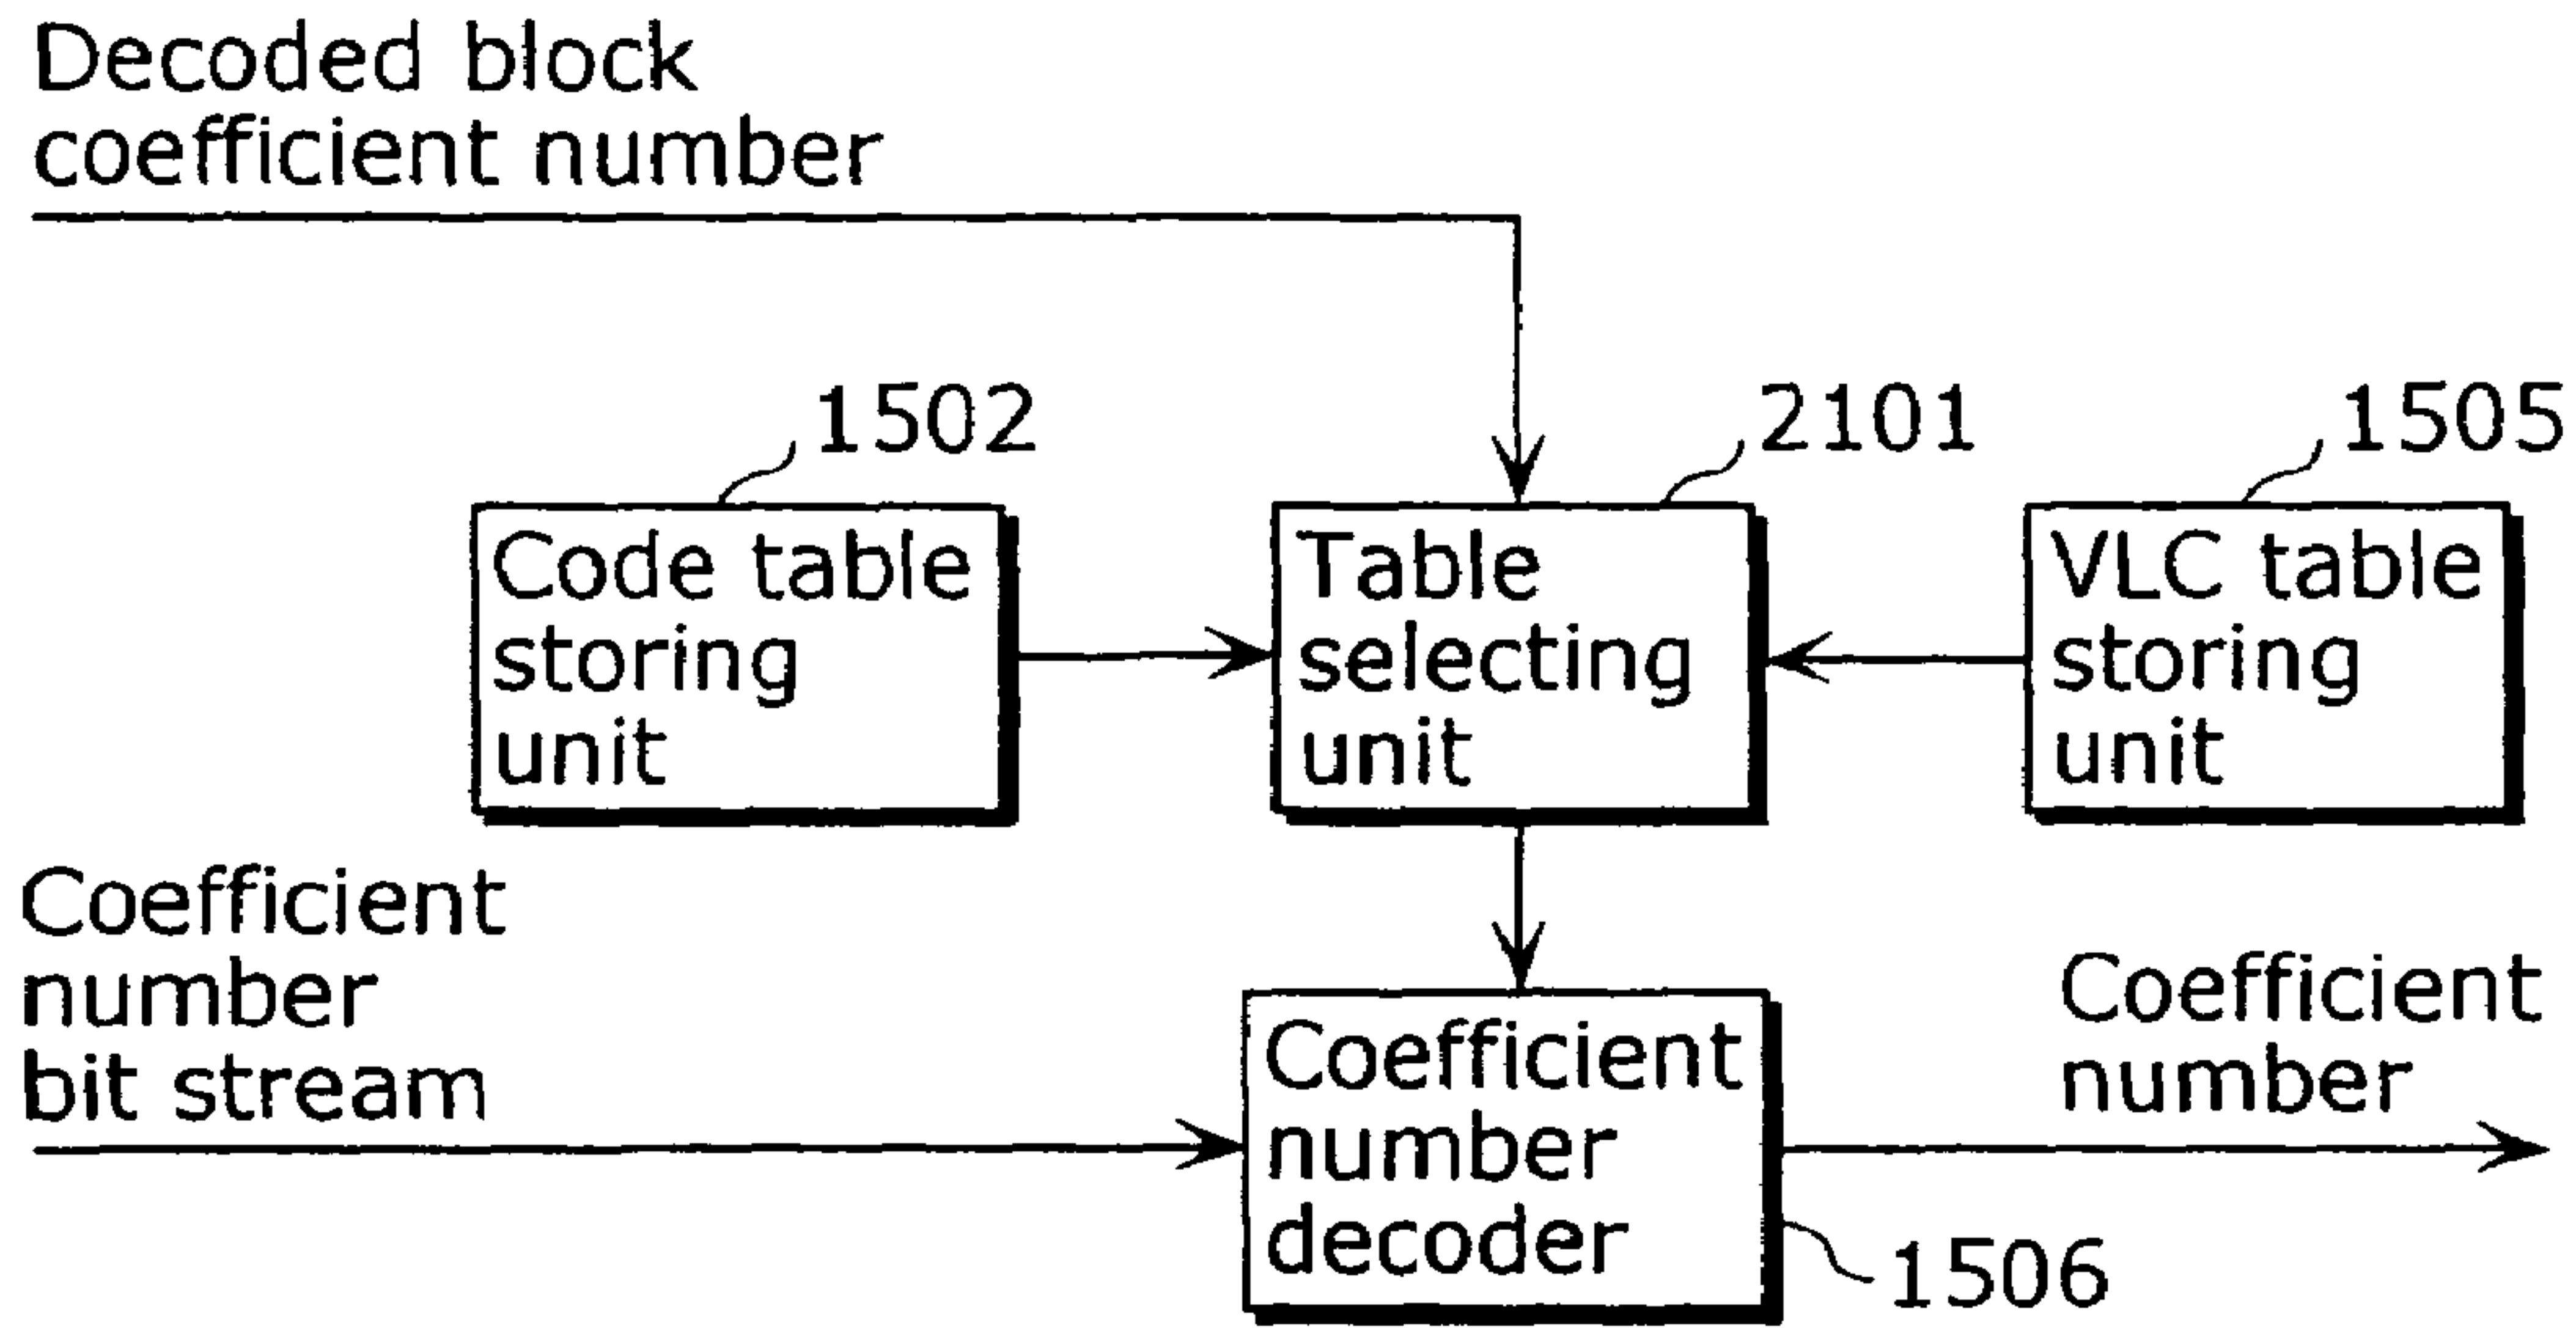 Decoded block
coefficient number
1502
2101
1505
Code table
storing
unit
Table
selecting
unit
VLC table
storing
unit
Coefficient
number
bit stream
Coefficient
number
decoder
Coefficient
number
1506